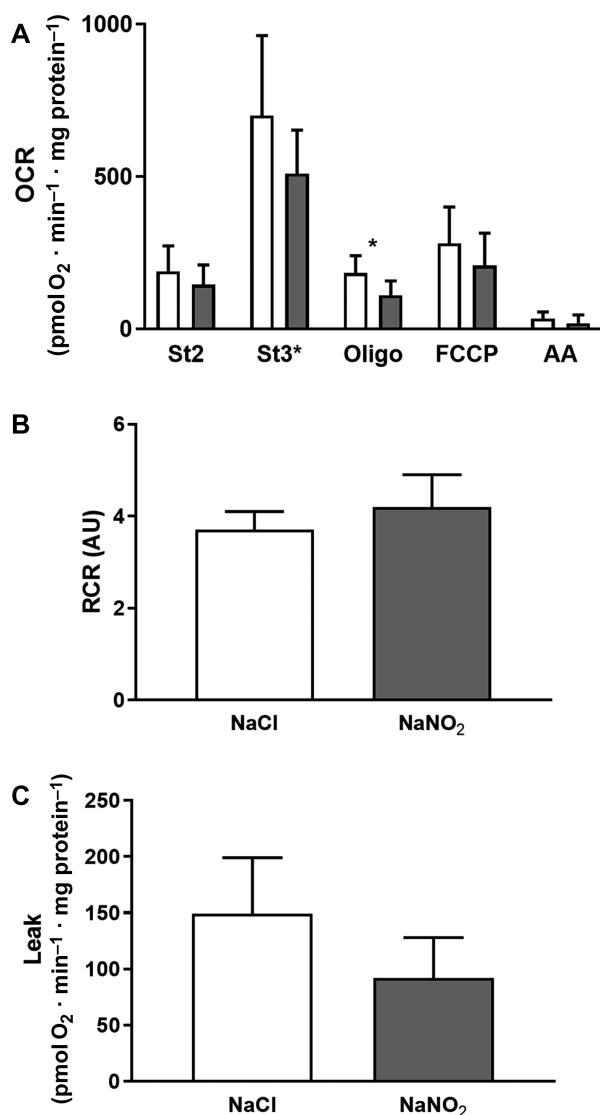 A
OCR
(pmol O₂ · min⁻¹ · mg protein⁻¹)
1000
500
0
*
St2 St3* Oligo FCCP AA
B
RCR (AU)
6
4
2
0
NaCl NaNO₂
C
Leak
(pmol O₂ · min⁻¹ · mg protein⁻¹)
250
200
150
100
50
0
NaCl NaNO₂